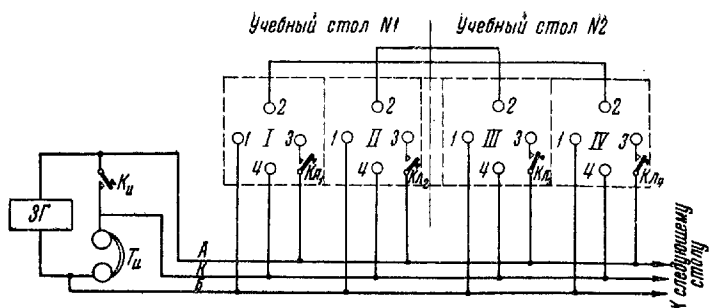 Учебный стол N1
Учебный стол N2
2
2
2
2
1 I 3
1 II 3
1 III 3
1 IV 3
4
4
4
4
Кл1
Кл2
Кл3
Кл4
Ки
ЗГ
Ти
А
К
Б
К следующему
столу